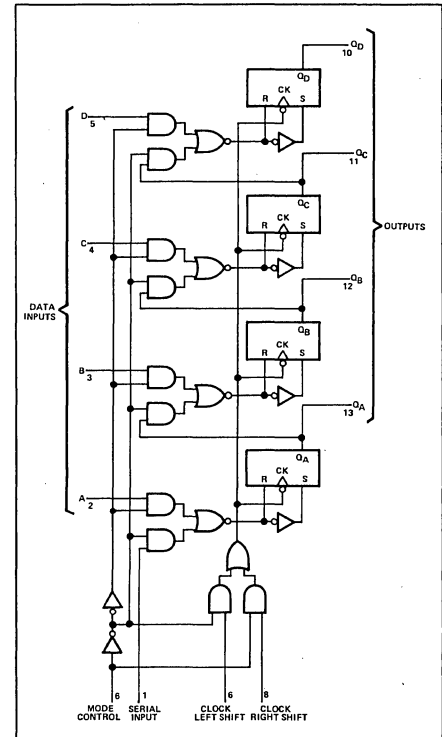 QD
10
QD
CK
R
S
D
5
QC
11
QC
CK
R
S
C
4
OUTPUTS
QB
12
DATA
INPUTS
QB
CK
R
S
B
3
QA
13
QA
CK
R
S
A
2
6
1
6
8
MODE
CONTROL
SERIAL
INPUT
CLOCK
LEFT SHIFT
CLOCK
RIGHT SHIFT